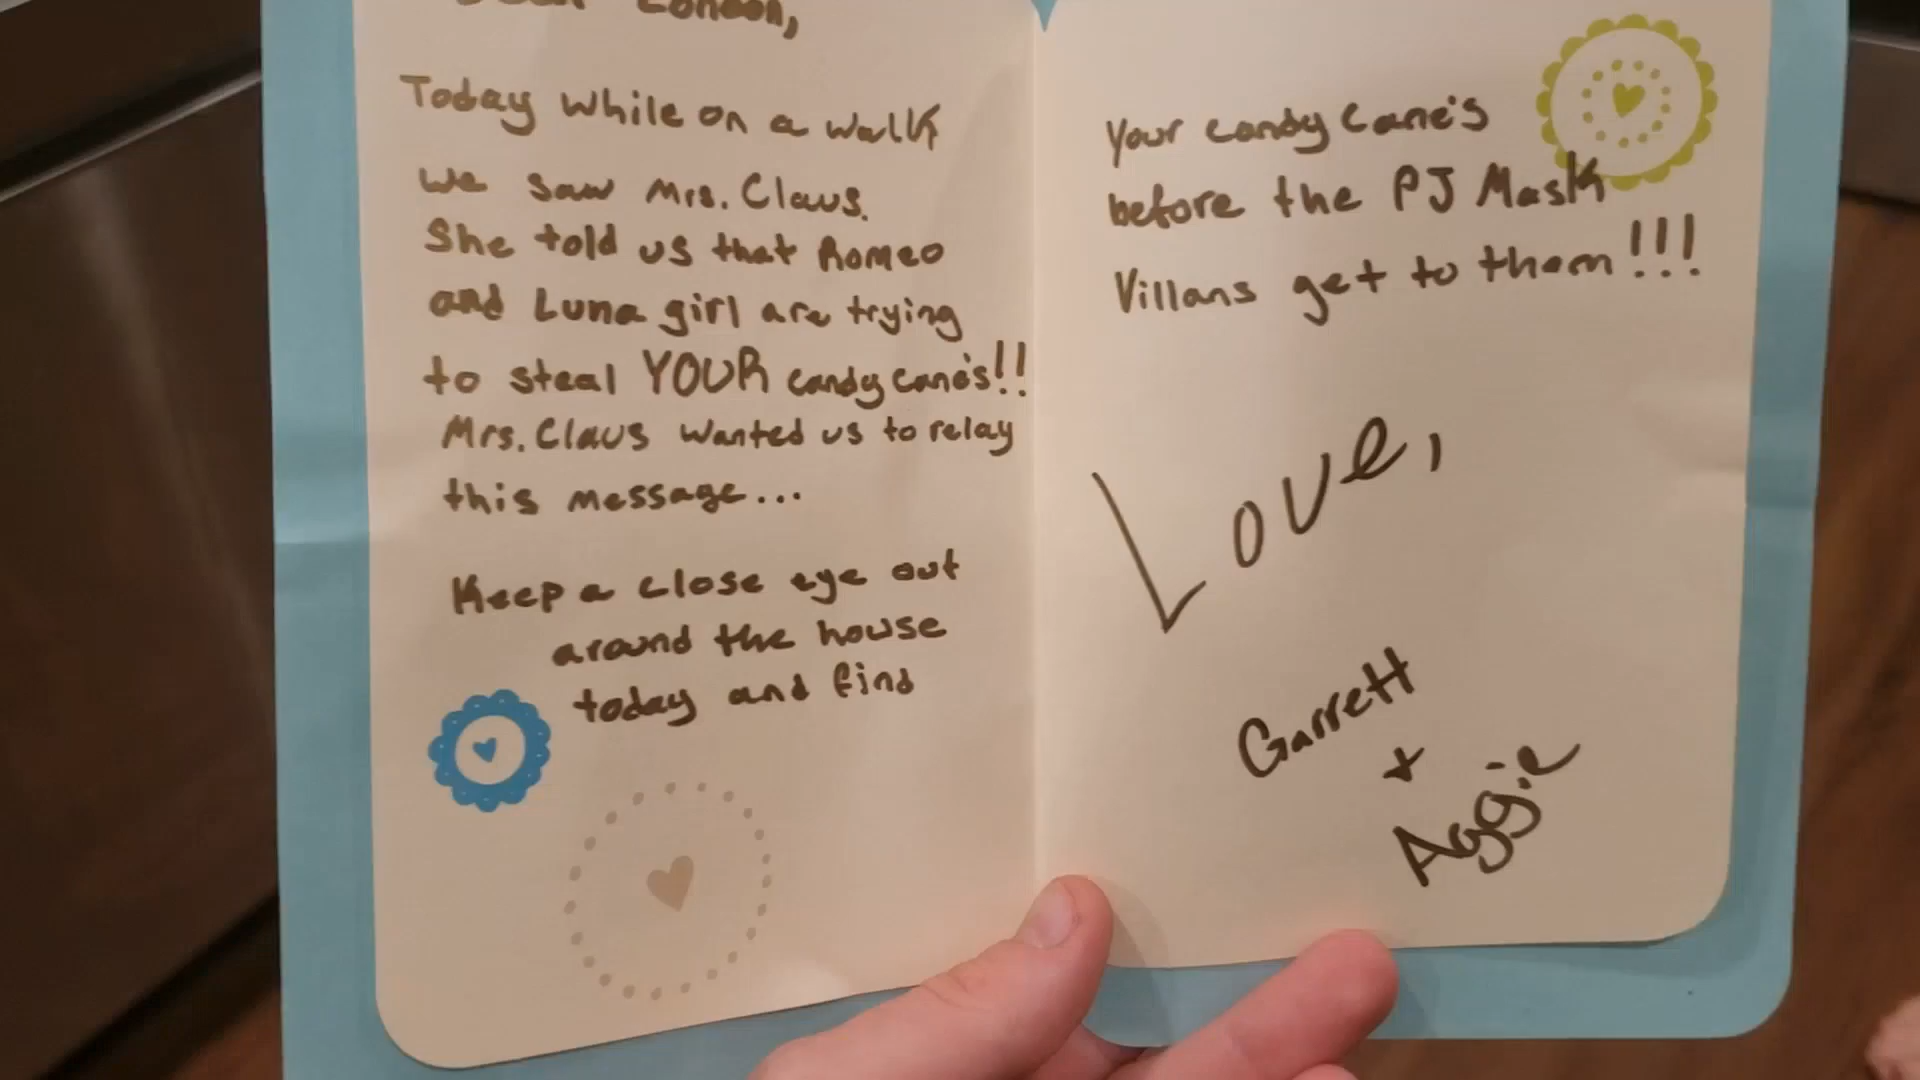 Dear London,
Today while on a walk
we saw Mrs. Claus.
She told us that Romeo
and Luna girl are trying
to steal YOUR candy cane's!!
Mrs. Claus wanted us to relay
this message...
Keep a close eye out
around the house
today and find
Your candy cane's
before the PJ Mask
Villans get to them!!!
Love,
Garrett
+
Aggie